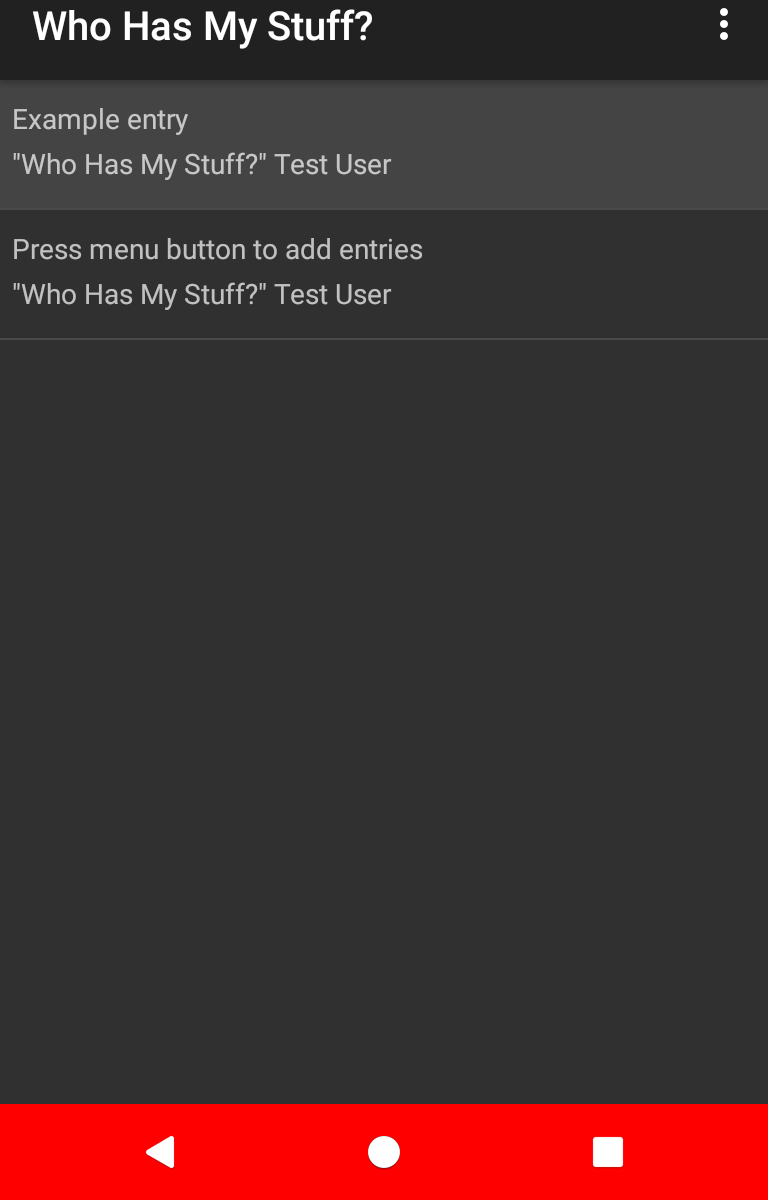 Who Has My Stuff?
Example entry
"Who Has My Stuff?" Test User
Press menu button to add entries
"Who Has My Stuff?" Test User